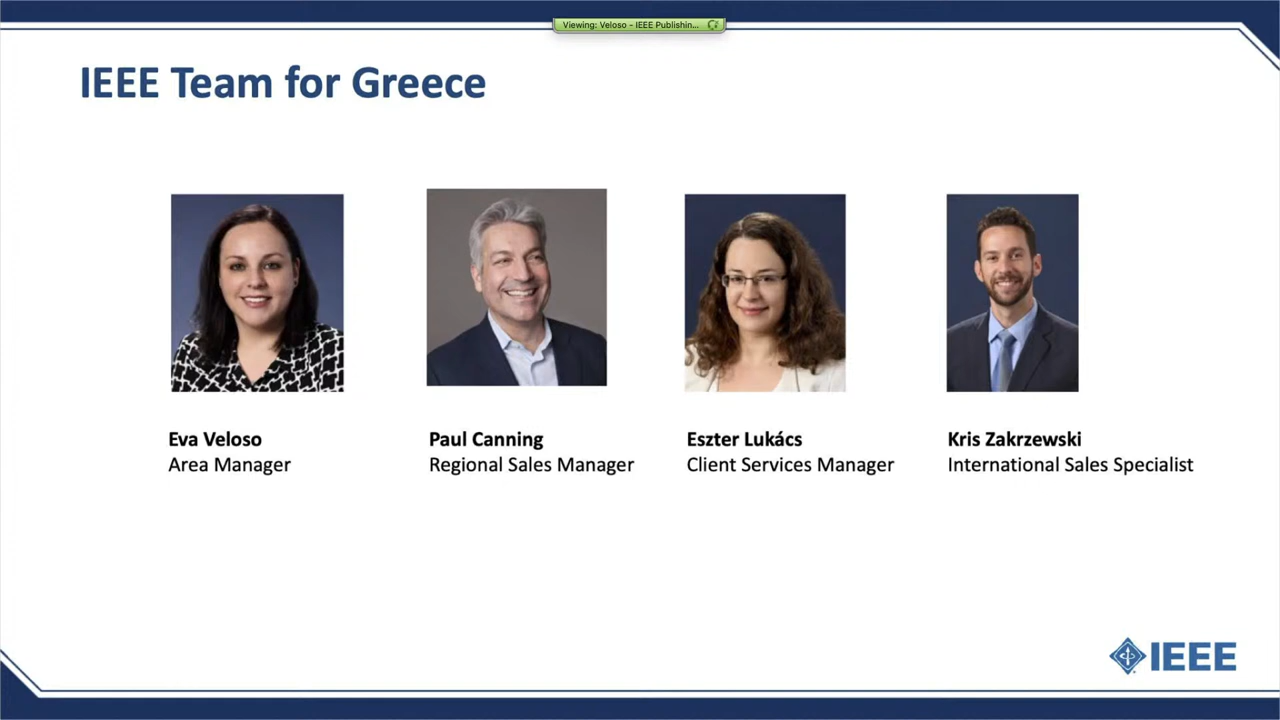 Viewing: Veloso - IEEE Publishin...
IEEE Team for Greece
Eva Veloso
Area Manager
Paul Canning
Regional Sales Manager
Eszter Lukács
Client Services Manager
Kris Zakrzewski
International Sales Specialist
IEEE